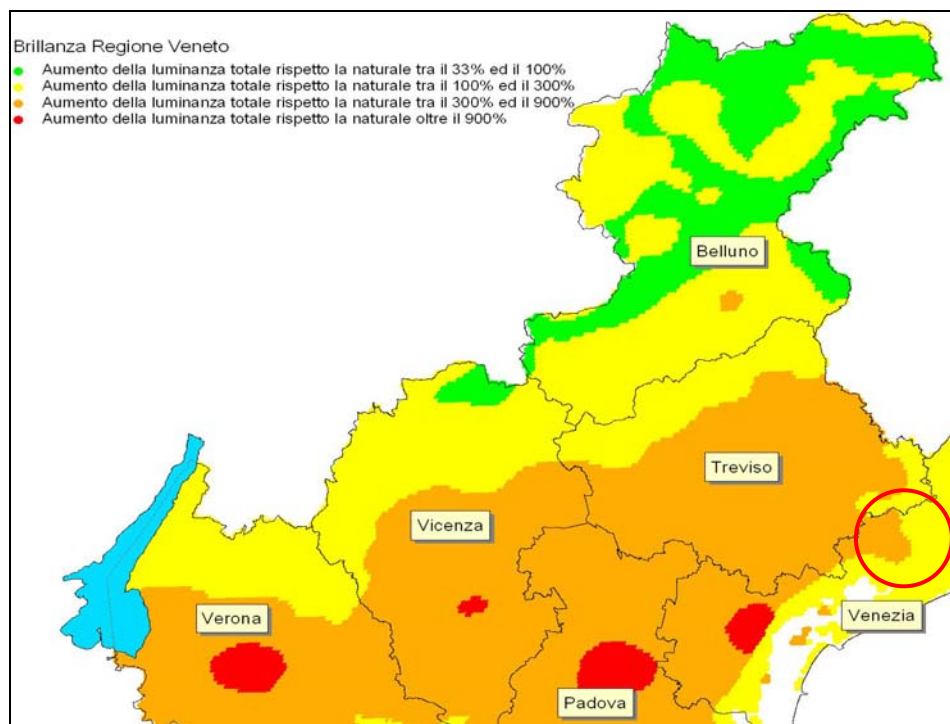 Brillanza Regione Veneto
Aumento della luminanza totale rispetto la naturale tra il 33% ed il 100%
Aumento della luminanza totale rispetto la naturale tra il 100% ed il 300%
Aumento della luminanza totale rispetto la naturale tra il 300% ed il 900%
Aumento della luminanza totale rispetto la naturale oltre il 900%
Belluno
Treviso
Vicenza
Verona
Venezia
Padova